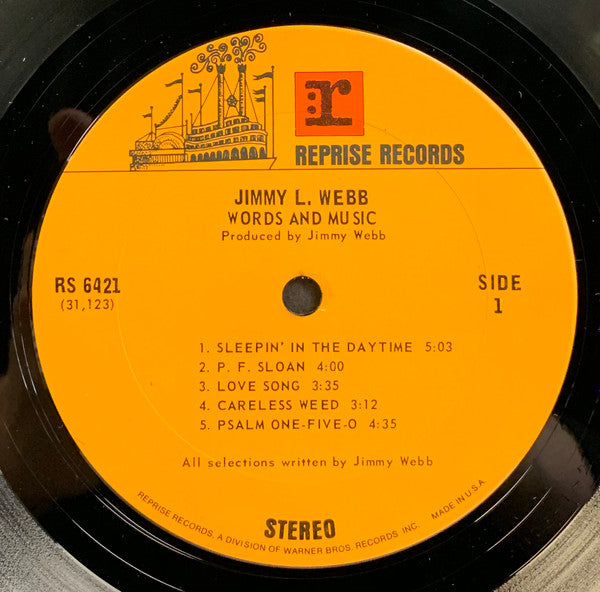 r
REPRISE RECORDS
JIMMY L. WEBB
WORDS AND MUSIC
Produced by Jimmy Webb
RS 6421
(31,123)
SIDE
1
1. SLEEPIN' IN THE DAYTIME 5:03
2. P. F. SLOAN 4:00
3. LOVE SONG 3:35
4. CARELESS WEED 3:12
5. PSALM ONE-FIVE-O 4:35
All selections written by Jimmy Webb
STEREO
REPRISE RECORDS, A DIVISION OF WARNER BROS. RECORDS INC. MADE IN U.S.A